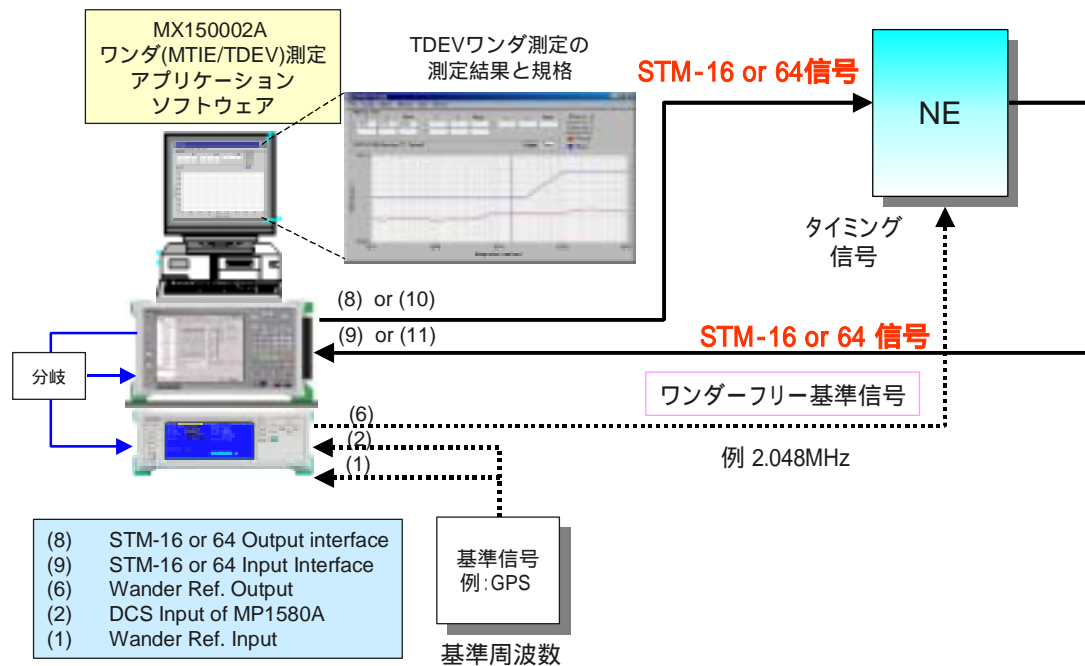 MX150002A
ワンダ(MTIE/TDEV)測定
アプリケーション
ソフトウェア
TDEVワンダ測定の
測定結果と規格
STM-16 or 64信号
NE
タイミング
信号
(8) or (10)
(9) or (11)
STM-16 or 64 信号
分岐
ワンダーフリー基準信号
(6)
(2)
(1)
例 2.048MHz
(8) STM-16 or 64 Output interface
(9) STM-16 or 64 Input Interface
(6) Wander Ref. Output
(2) DCS Input of MP1580A
(1) Wander Ref. Input
基準信号
例:GPS
基準周波数